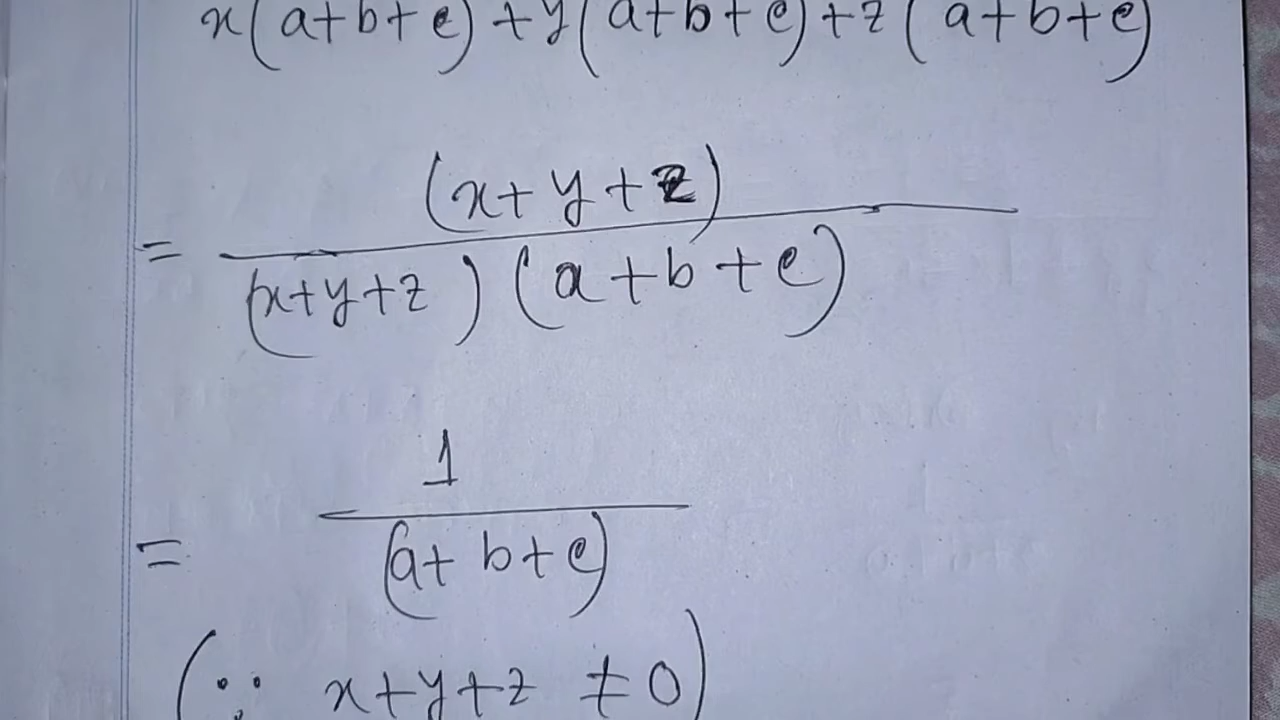 x(a+b+c)+y(a+b+c)+z(a+b+c)
(x+y+z)
=
(x+y+z) (a+b+c)
1
=
(a+b+c)
(∵ x+y+z ≠0)